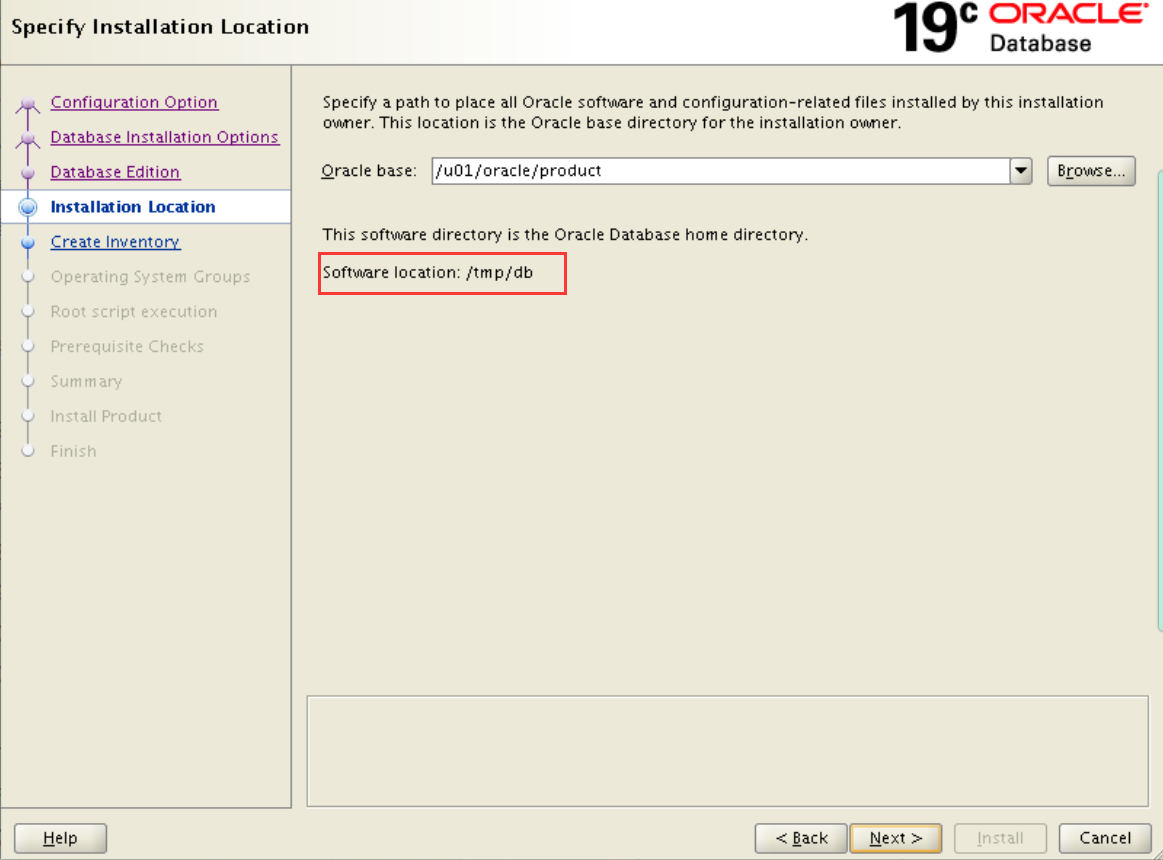 Specify Installation Location
19c ORACLE
Database
Configuration Option
Database Installation Options
Database Edition
Installation Location
Create Inventory
Operating System Groups
Root script execution
Prerequisite Checks
Summary
Install Product
Finish
Specify a path to place all Oracle software and configuration-related files installed by this installation
owner. This location is the Oracle base directory for the installation owner.
Oracle base: /u01/oracle/product Browse...
This software directory is the Oracle Database home directory.
Software location: /tmp/db
Help < Back Next > Install Cancel